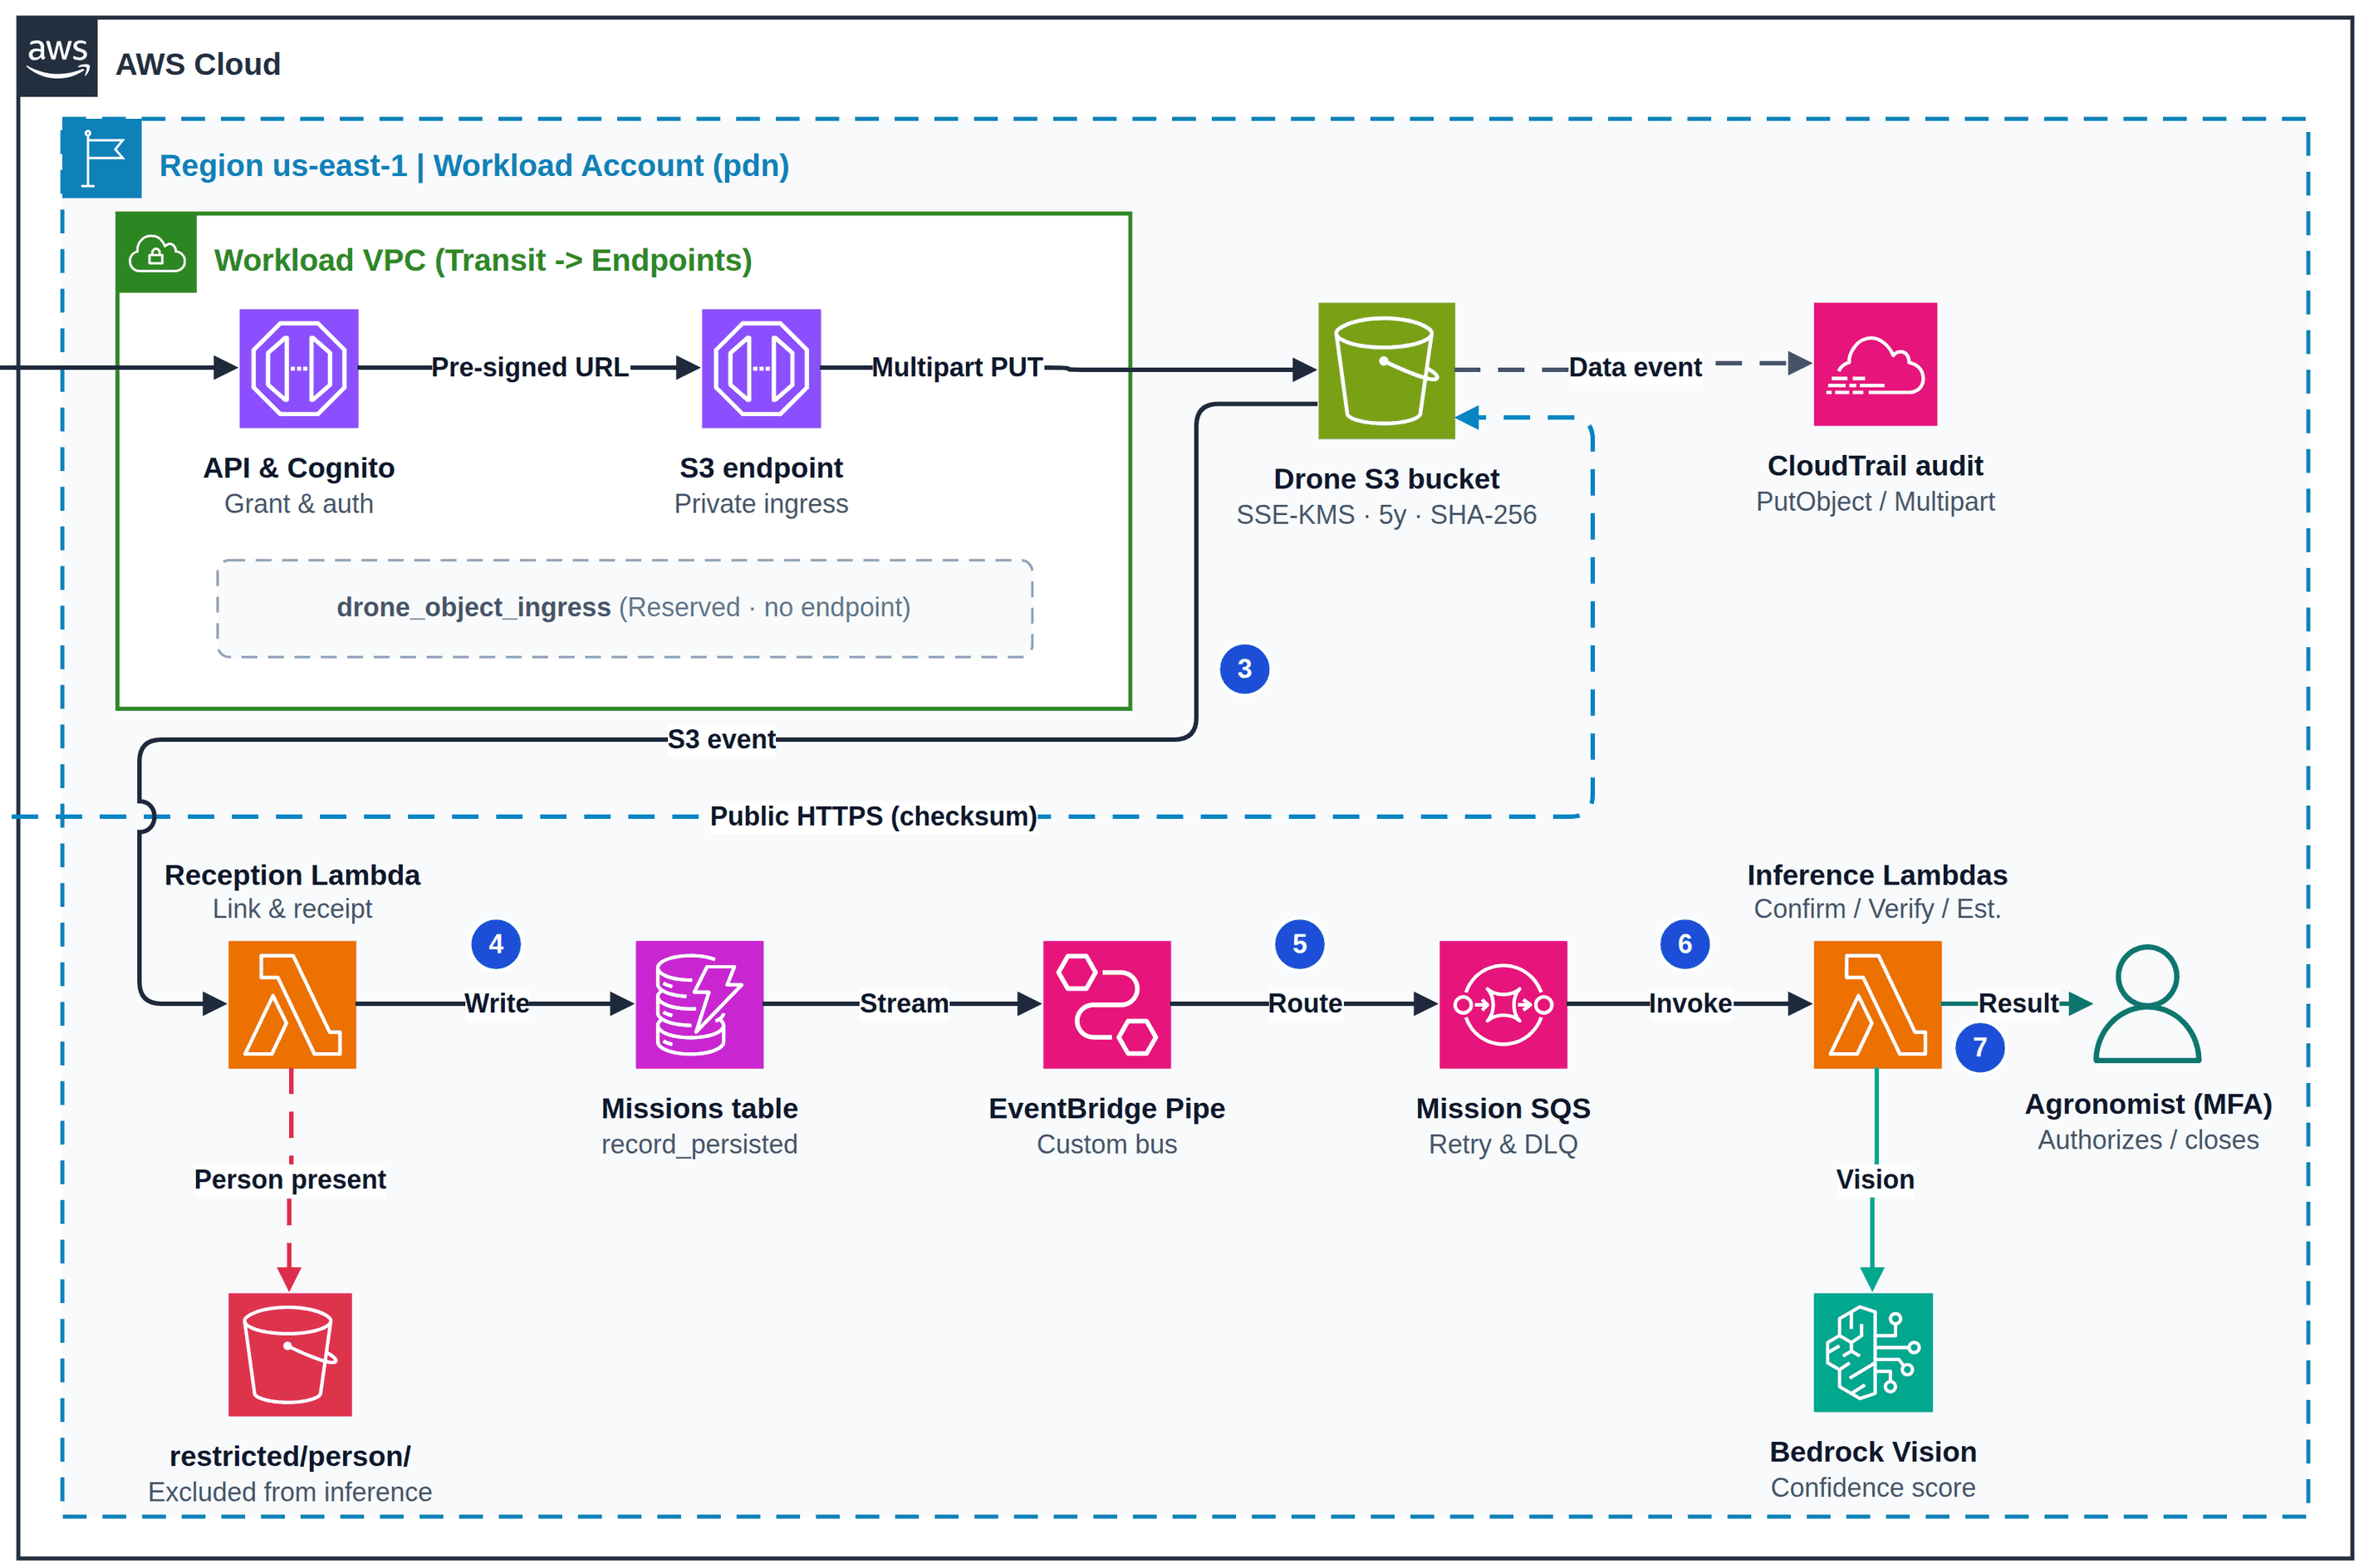 aws
AWS Cloud
Region us-east-1 | Workload Account (pdn)
Workload VPC (Transit -> Endpoints)
Pre-signed URL
Multipart PUT
Data event
API & Cognito
Grant & auth
S3 endpoint
Private ingress
Drone S3 bucket
SSE-KMS · 5y · SHA-256
CloudTrail audit
PutObject / Multipart
drone_object_ingress (Reserved · no endpoint)
3
S3 event
Public HTTPS (checksum)
Reception Lambda
Link & receipt
Inference Lambdas
Confirm / Verify / Est.
4
5
6
Write
Stream
Route
Invoke
Result
7
Missions table
record_persisted
EventBridge Pipe
Custom bus
Mission SQS
Retry & DLQ
Agronomist (MFA)
Authorizes / closes
Person present
Vision
restricted/person/
Excluded from inference
Bedrock Vision
Confidence score